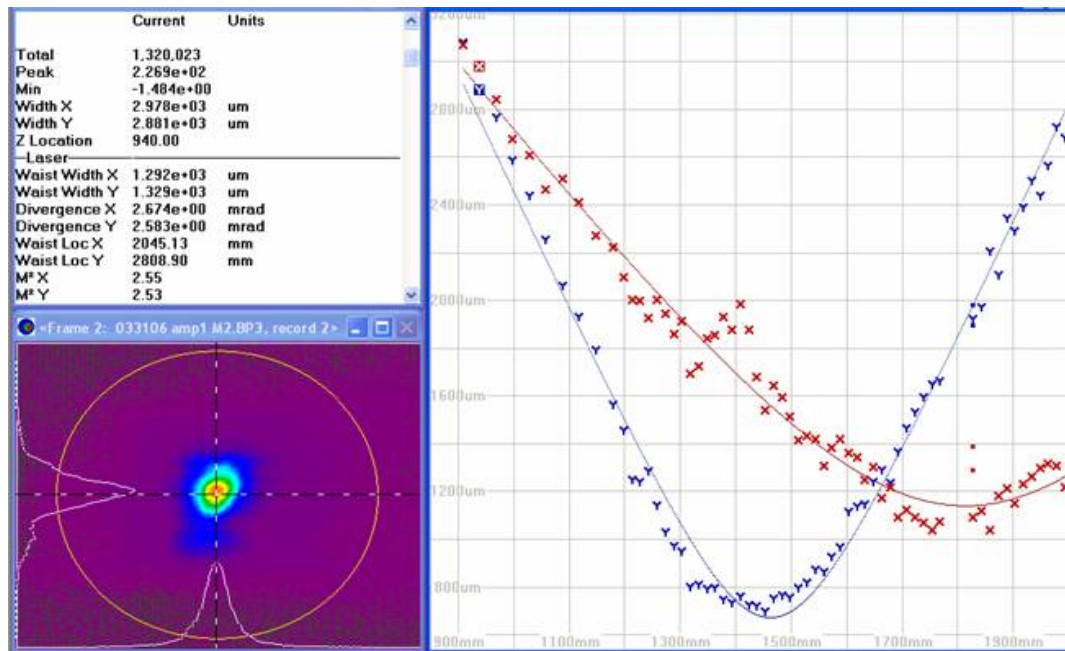 Current Units
Total 1,320,023
Peak 2.269e+02
Min -1.484e+00
Width X 2.978e+03 um
Width Y 2.881e+03 um
Z Location 940.00
Laser
Waist Width X 1.292e+03 um
Waist Width Y 1.329e+03 um
Divergence X 2.674e+00 mrad
Divergence Y 2.583e+00 mrad
Waist Loc X 2045.13 mm
Waist Loc Y 2808.90 mm
M² X 2.55
M² Y 2.53
«Frame 2: 033106 amp1 M2.BP3, record 2»
3200um
2800um
2400um
2000um
1600um
1200um
800um
900mm 1100mm 1300mm 1500mm 1700mm 1900mm